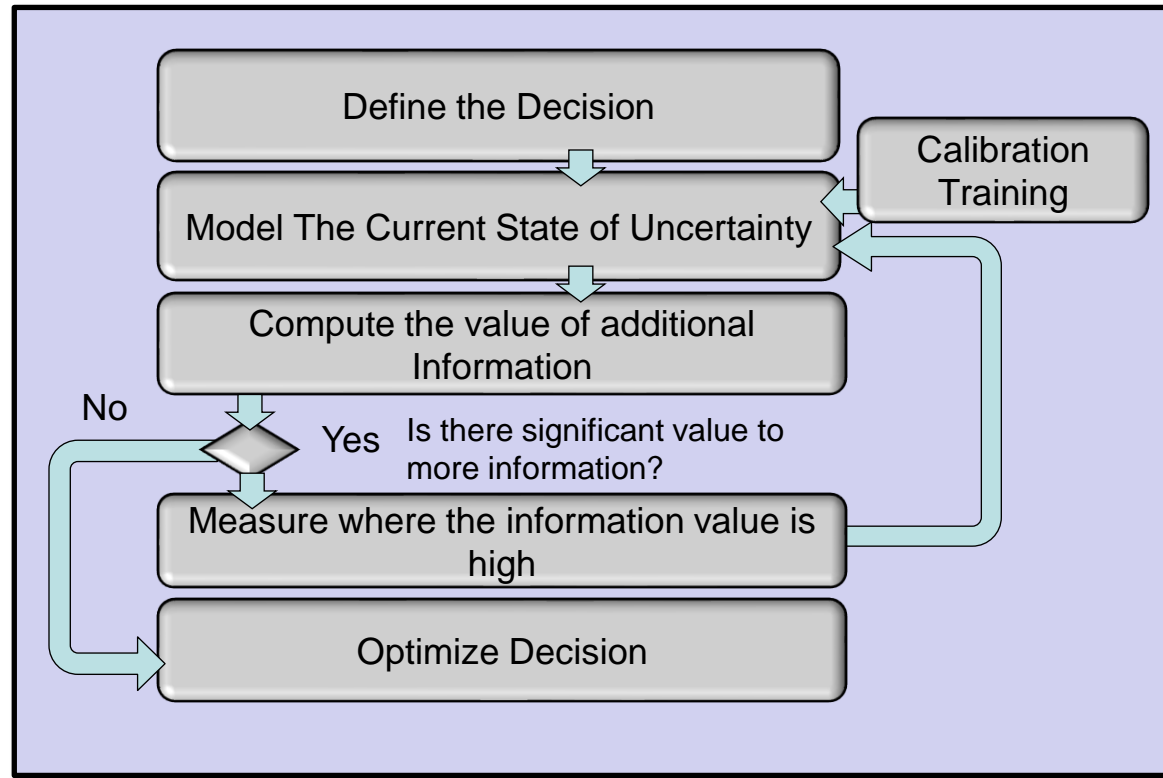 Define the Decision
Calibration
Training
Model The Current State of Uncertainty
Compute the value of additional
Information
No
Yes
Is there significant value to
more information?
Measure where the information value is
high
Optimize Decision